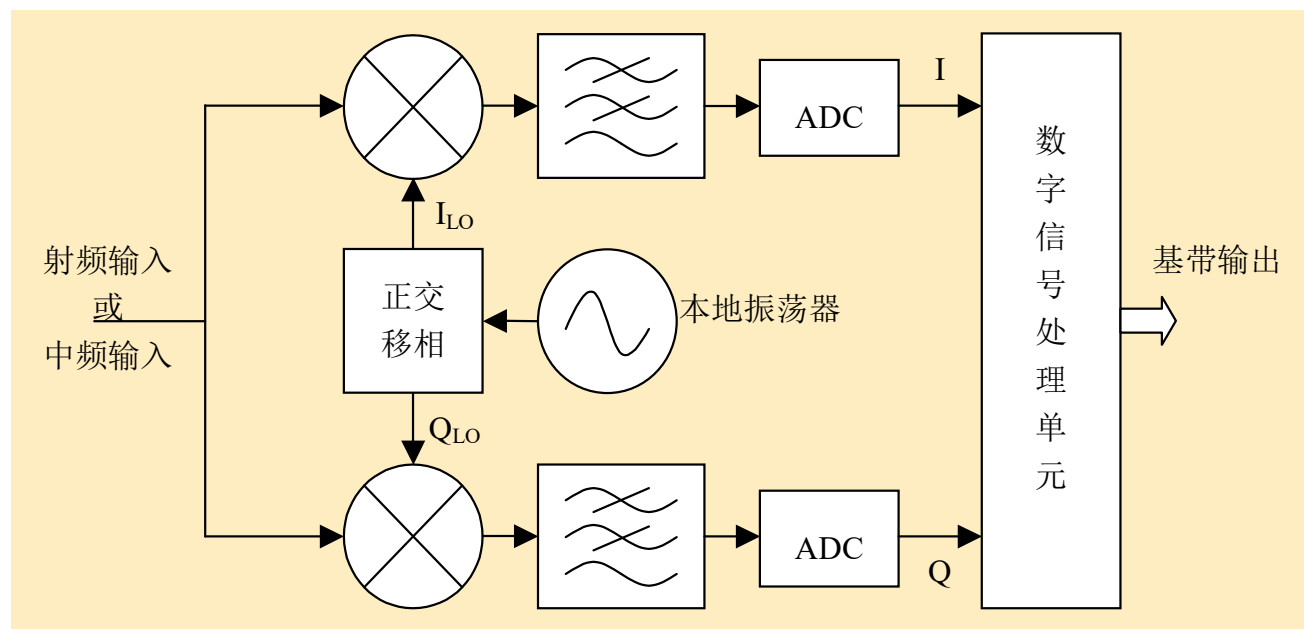 射频输入
或
中频输入
I_LO
正交
移相
Q_LO
本地振荡器
ADC
I
ADC
Q
数
字
信
号
处
理
单
元
基带输出